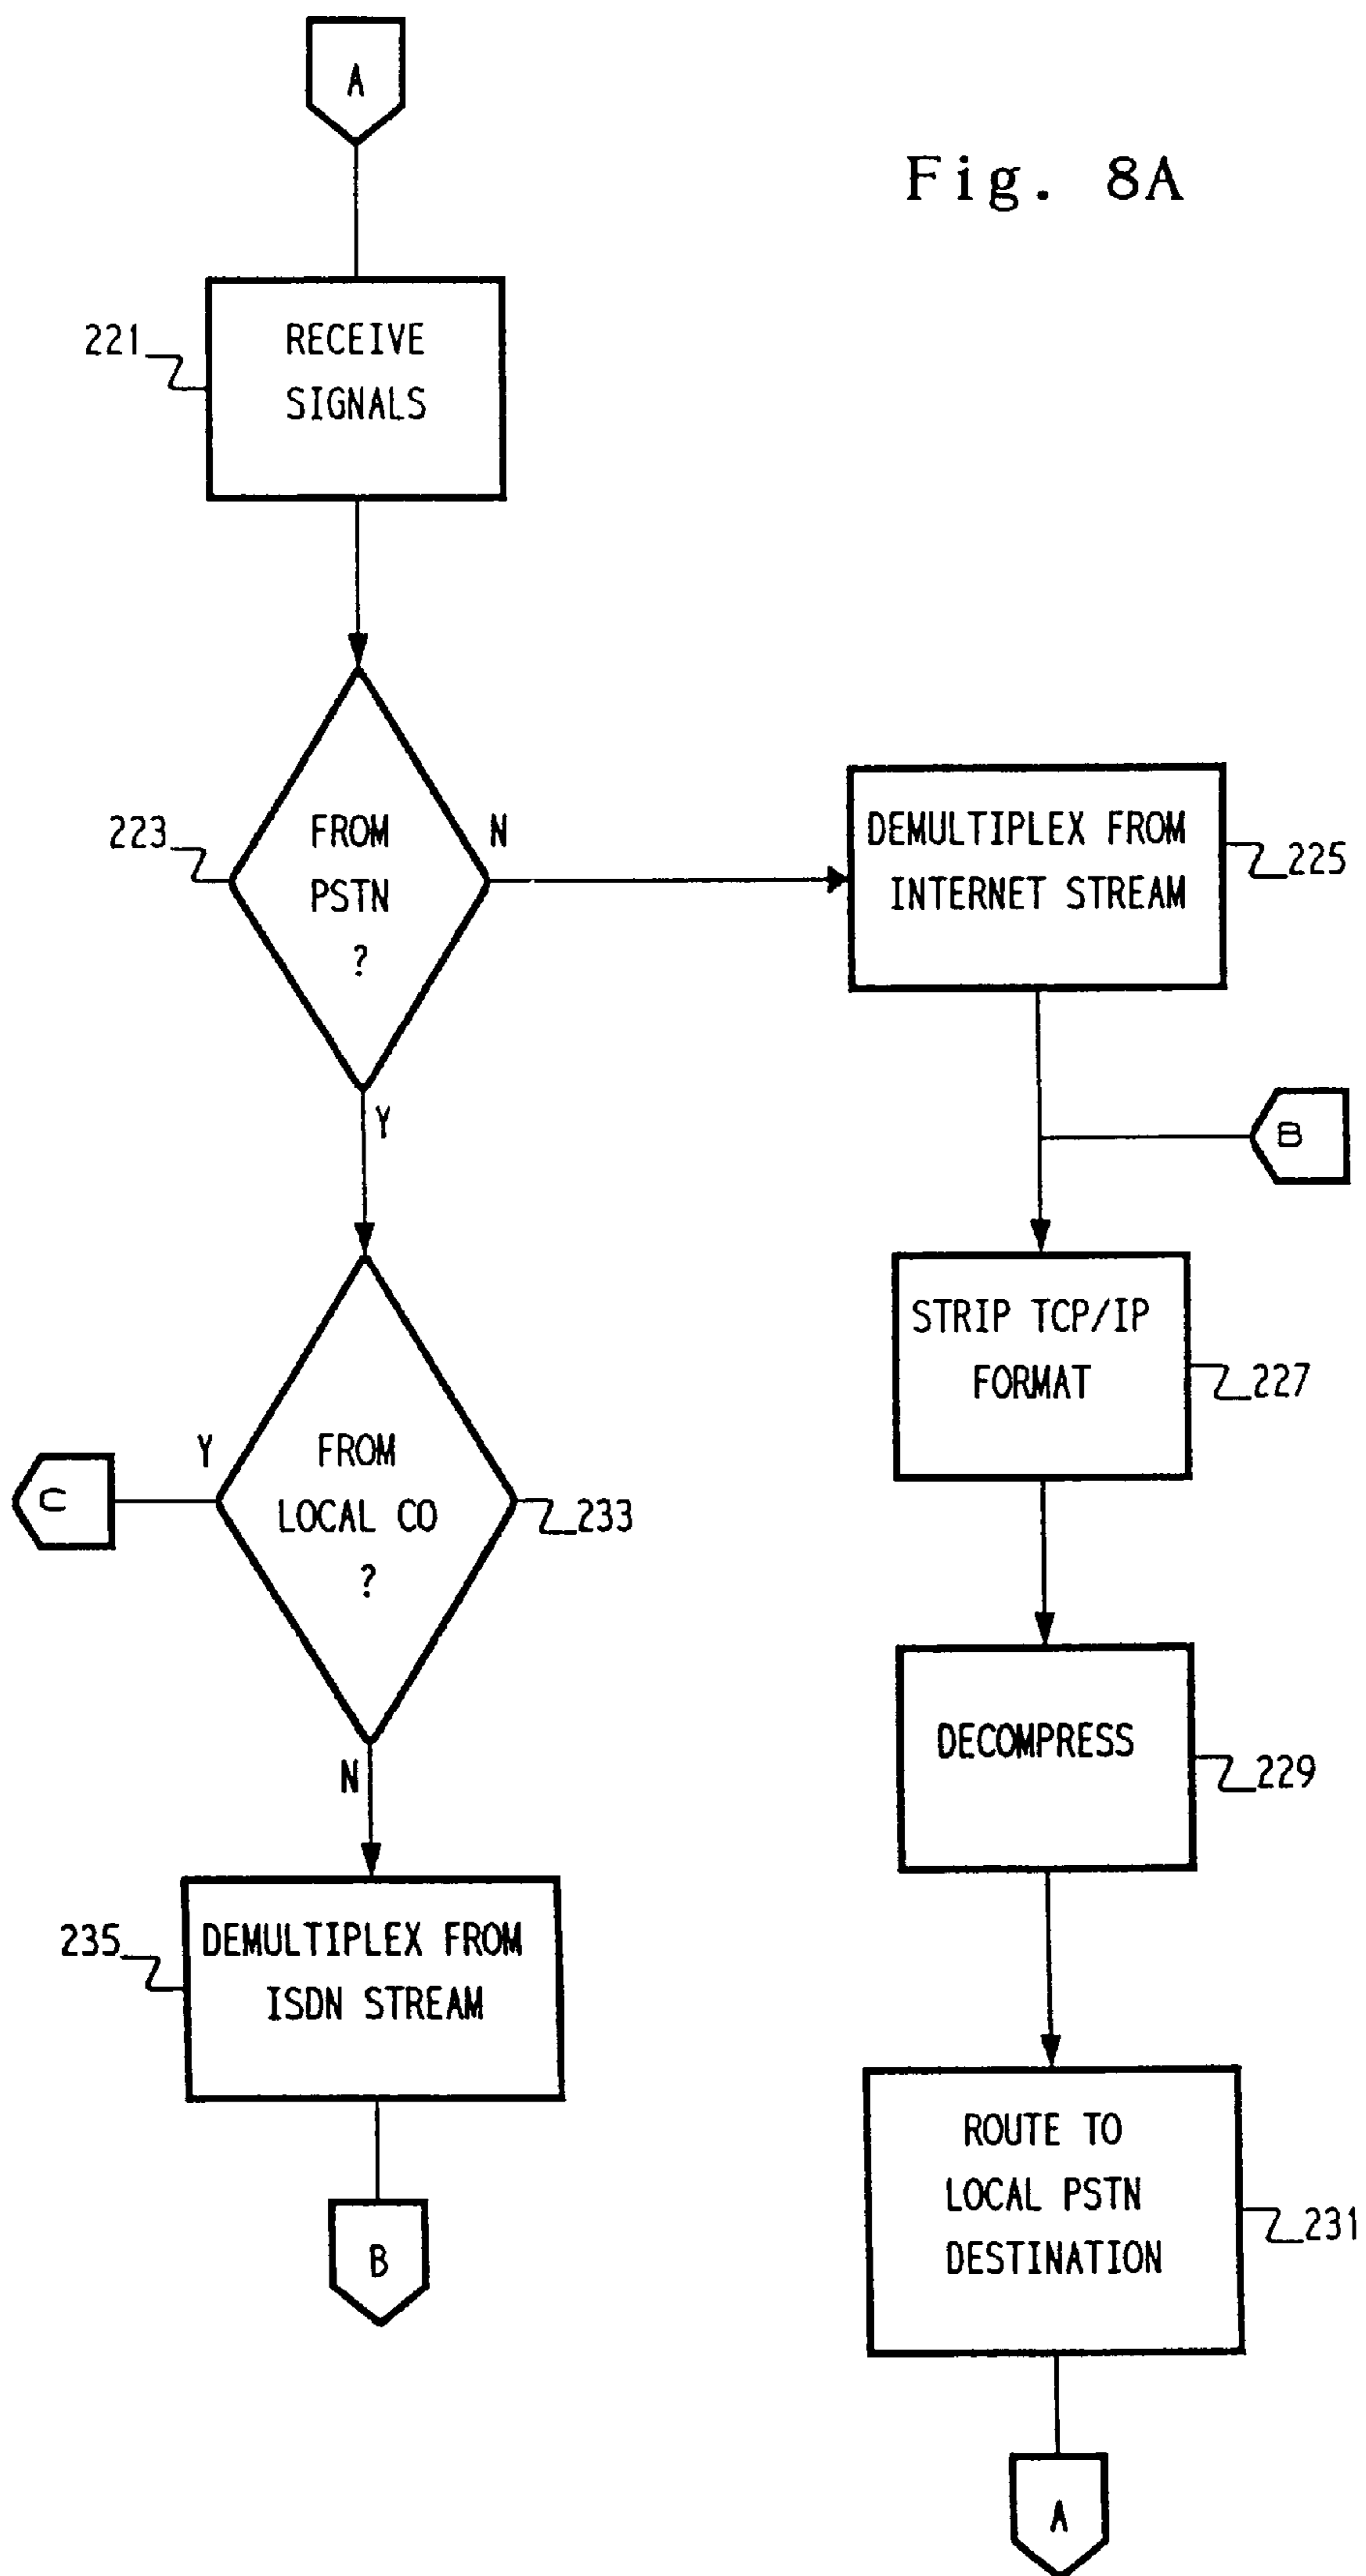 A
Fig. 8A
221
RECEIVE
SIGNALS
223
FROM
PSTN
?
N
Y
DEMULTIPLEX FROM
INTERNET STREAM
225
B
STRIP TCP/IP
FORMAT
227
C
Y
FROM
LOCAL CO
?
233
N
DECOMPRESS
229
235
DEMULTIPLEX FROM
ISDN STREAM
B
ROUTE TO
LOCAL PSTN
DESTINATION
231
A